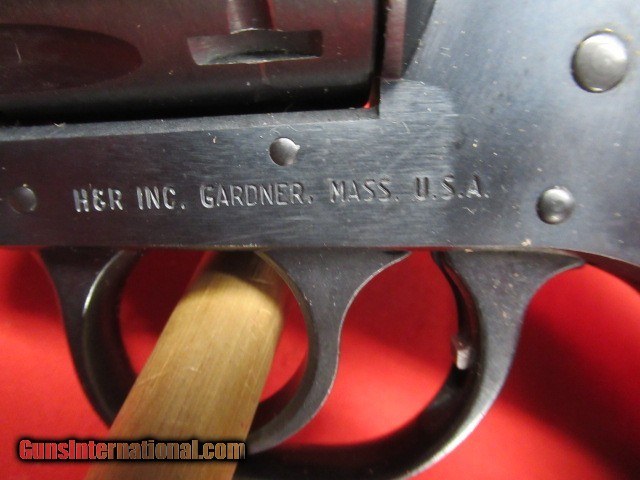 H&R INC. GARDNER, MASS. U.S.A.
GunsInternational.com